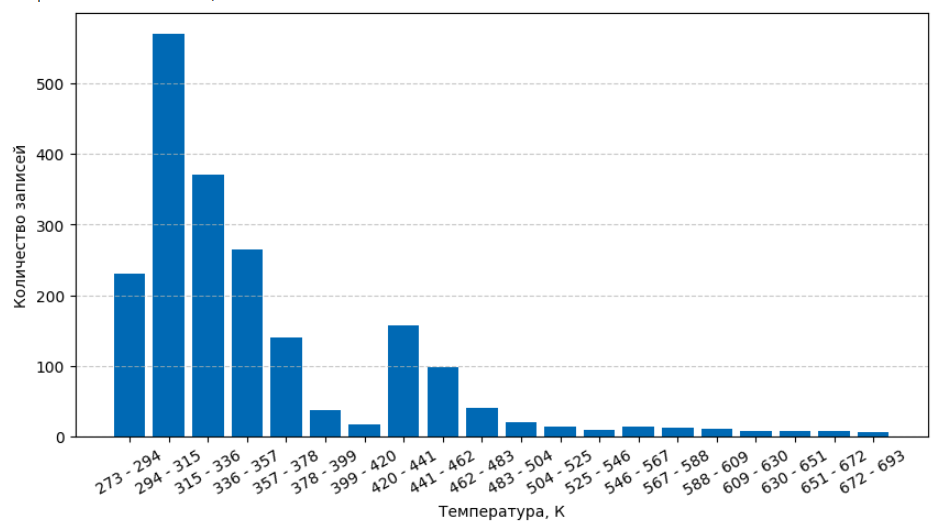 Количество записей
500
400
300
200
100
0
273 - 294
294 - 315
315 - 336
336 - 357
357 - 378
378 - 399
399 - 420
420 - 441
441 - 462
462 - 483
483 - 504
504 - 525
525 - 546
546 - 567
567 - 588
588 - 609
609 - 630
630 - 651
651 - 672
672 - 693
Температура, К